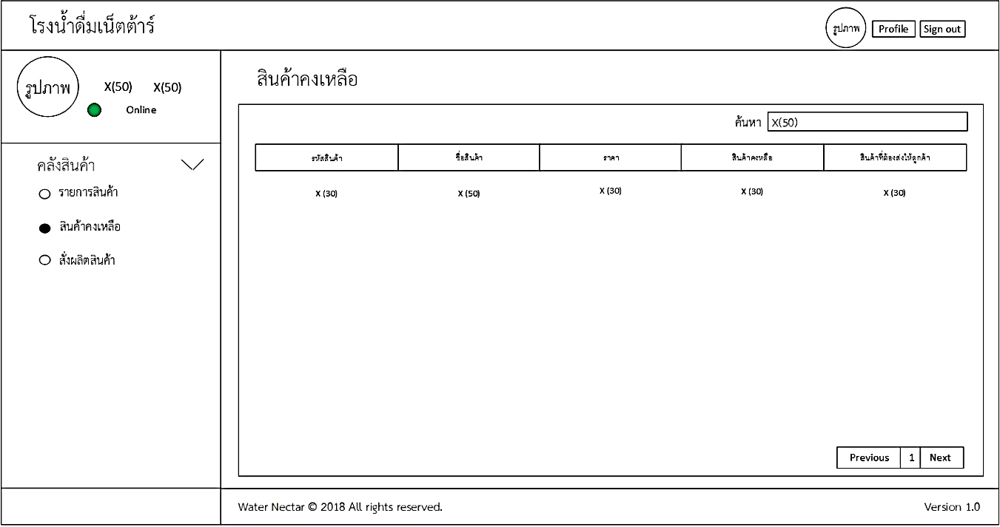 โรงน้ำดื่มเน็ตต้าร์
รูปภาพ Profile Sign out
รูปภาพ X(50) X(50)
Online
คลังสินค้า
รายการสินค้า
สินค้าคงเหลือ
สั่งผลิตสินค้า
สินค้าคงเหลือ
ค้นหา X(50)
รหัสสินค้า ชื่อสินค้า ราคา สินค้าคงเหลือ สินค้าที่ต้องส่งให้ลูกค้า
X (30) X (50) X (30) X (30) X (30)
Previous 1 Next
Water Nectar © 2018 All rights reserved. Version 1.0